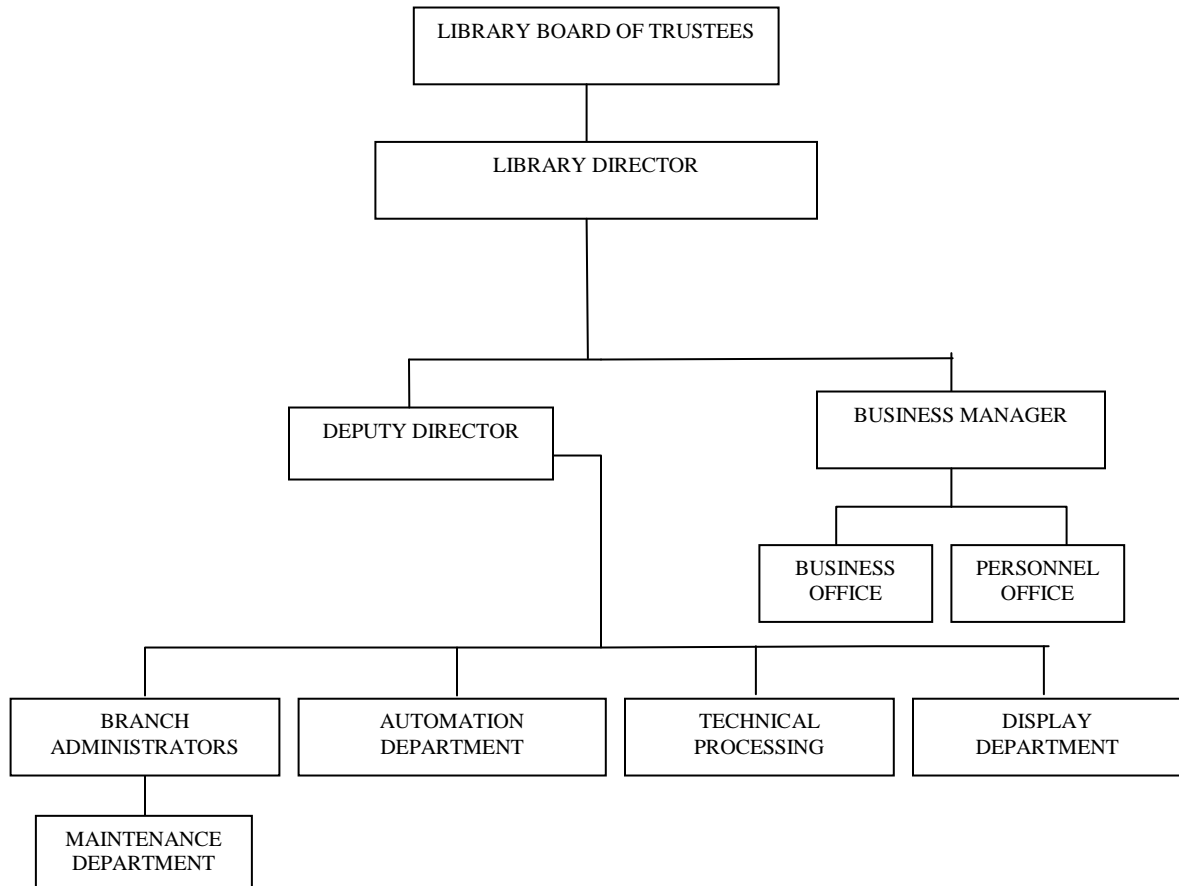 LIBRARY BOARD OF TRUSTEES
LIBRARY DIRECTOR
DEPUTY DIRECTOR
BUSINESS MANAGER
BUSINESS
OFFICE
PERSONNEL
OFFICE
BRANCH
ADMINISTRATORS
AUTOMATION
DEPARTMENT
TECHNICAL
PROCESSING
DISPLAY
DEPARTMENT
MAINTENANCE
DEPARTMENT